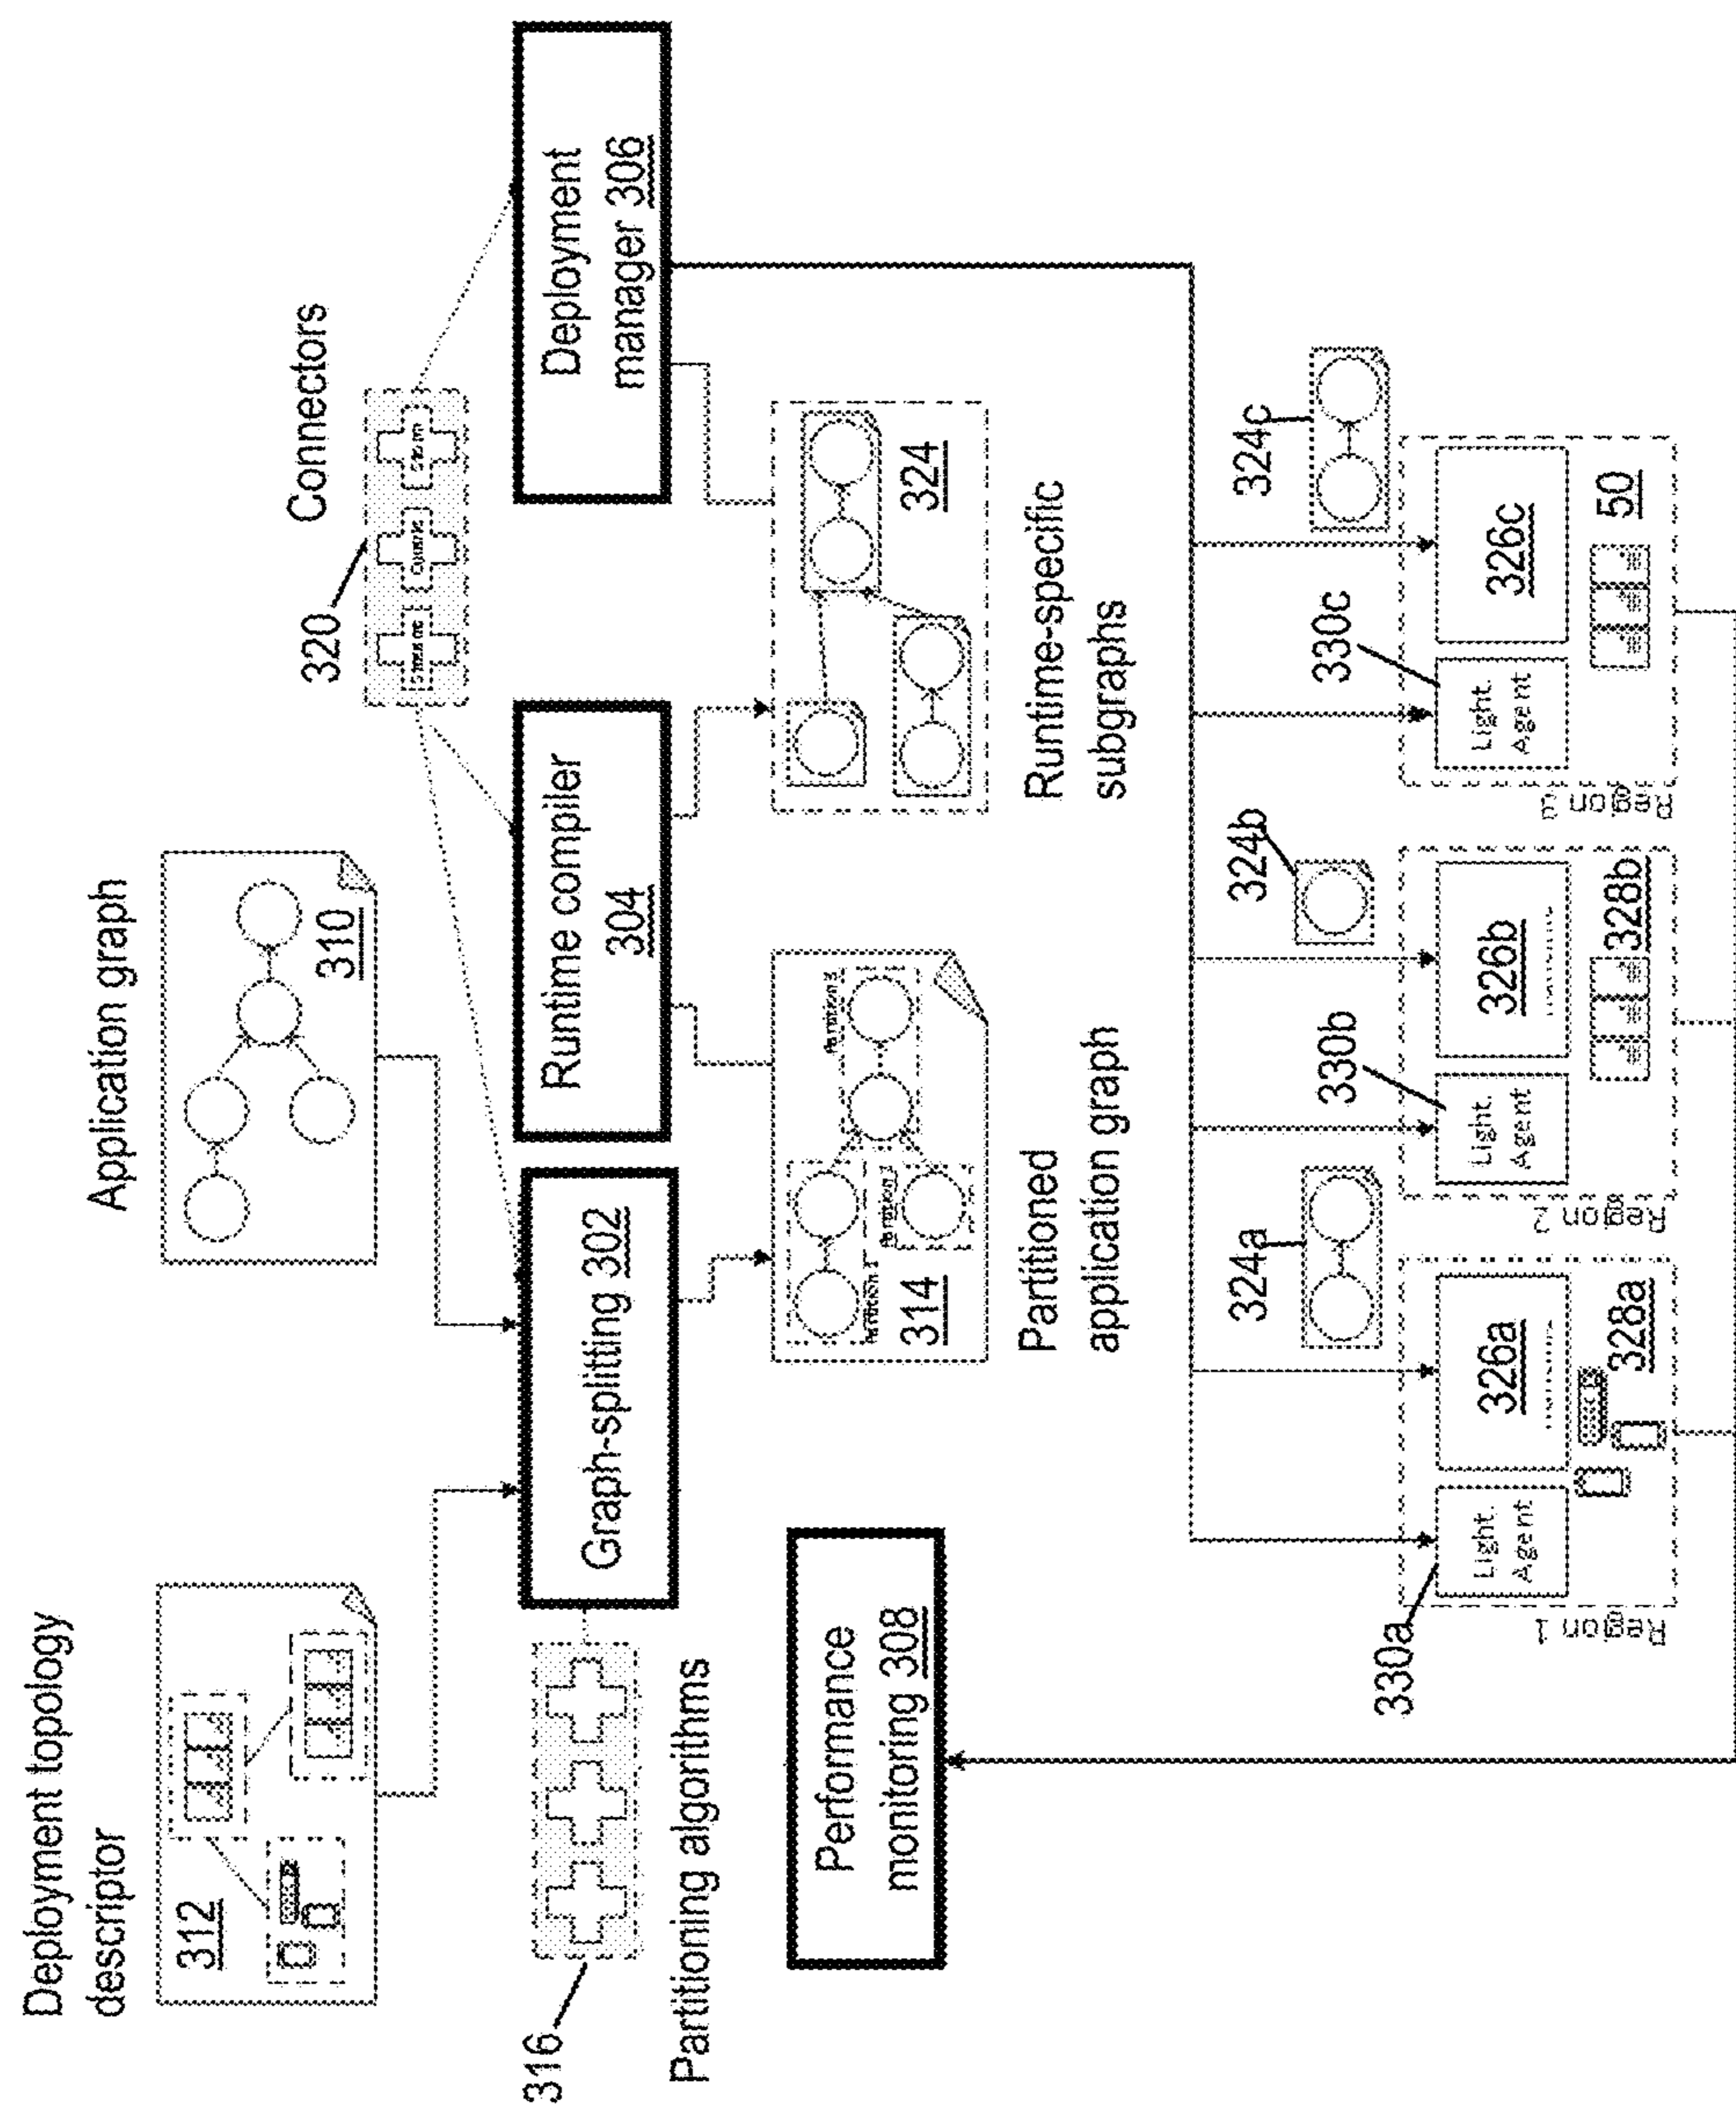 Deployment topology
descriptor
312
Application graph
310
Connectors
320
316
Partitioning algorithms
Graph-splitting 302
Runtime compiler
304
Deployment
manager 306
314
Partitioned
application graph
324
Runtime-specific
subgraphs
Performance
monitoring 308
324a
324b
324c
330a
330b
330c
Light
Agent
326a
328a
Region 1
Light
Agent
326b
328b
Region 2
Light
Agent
326c
50
Region 3